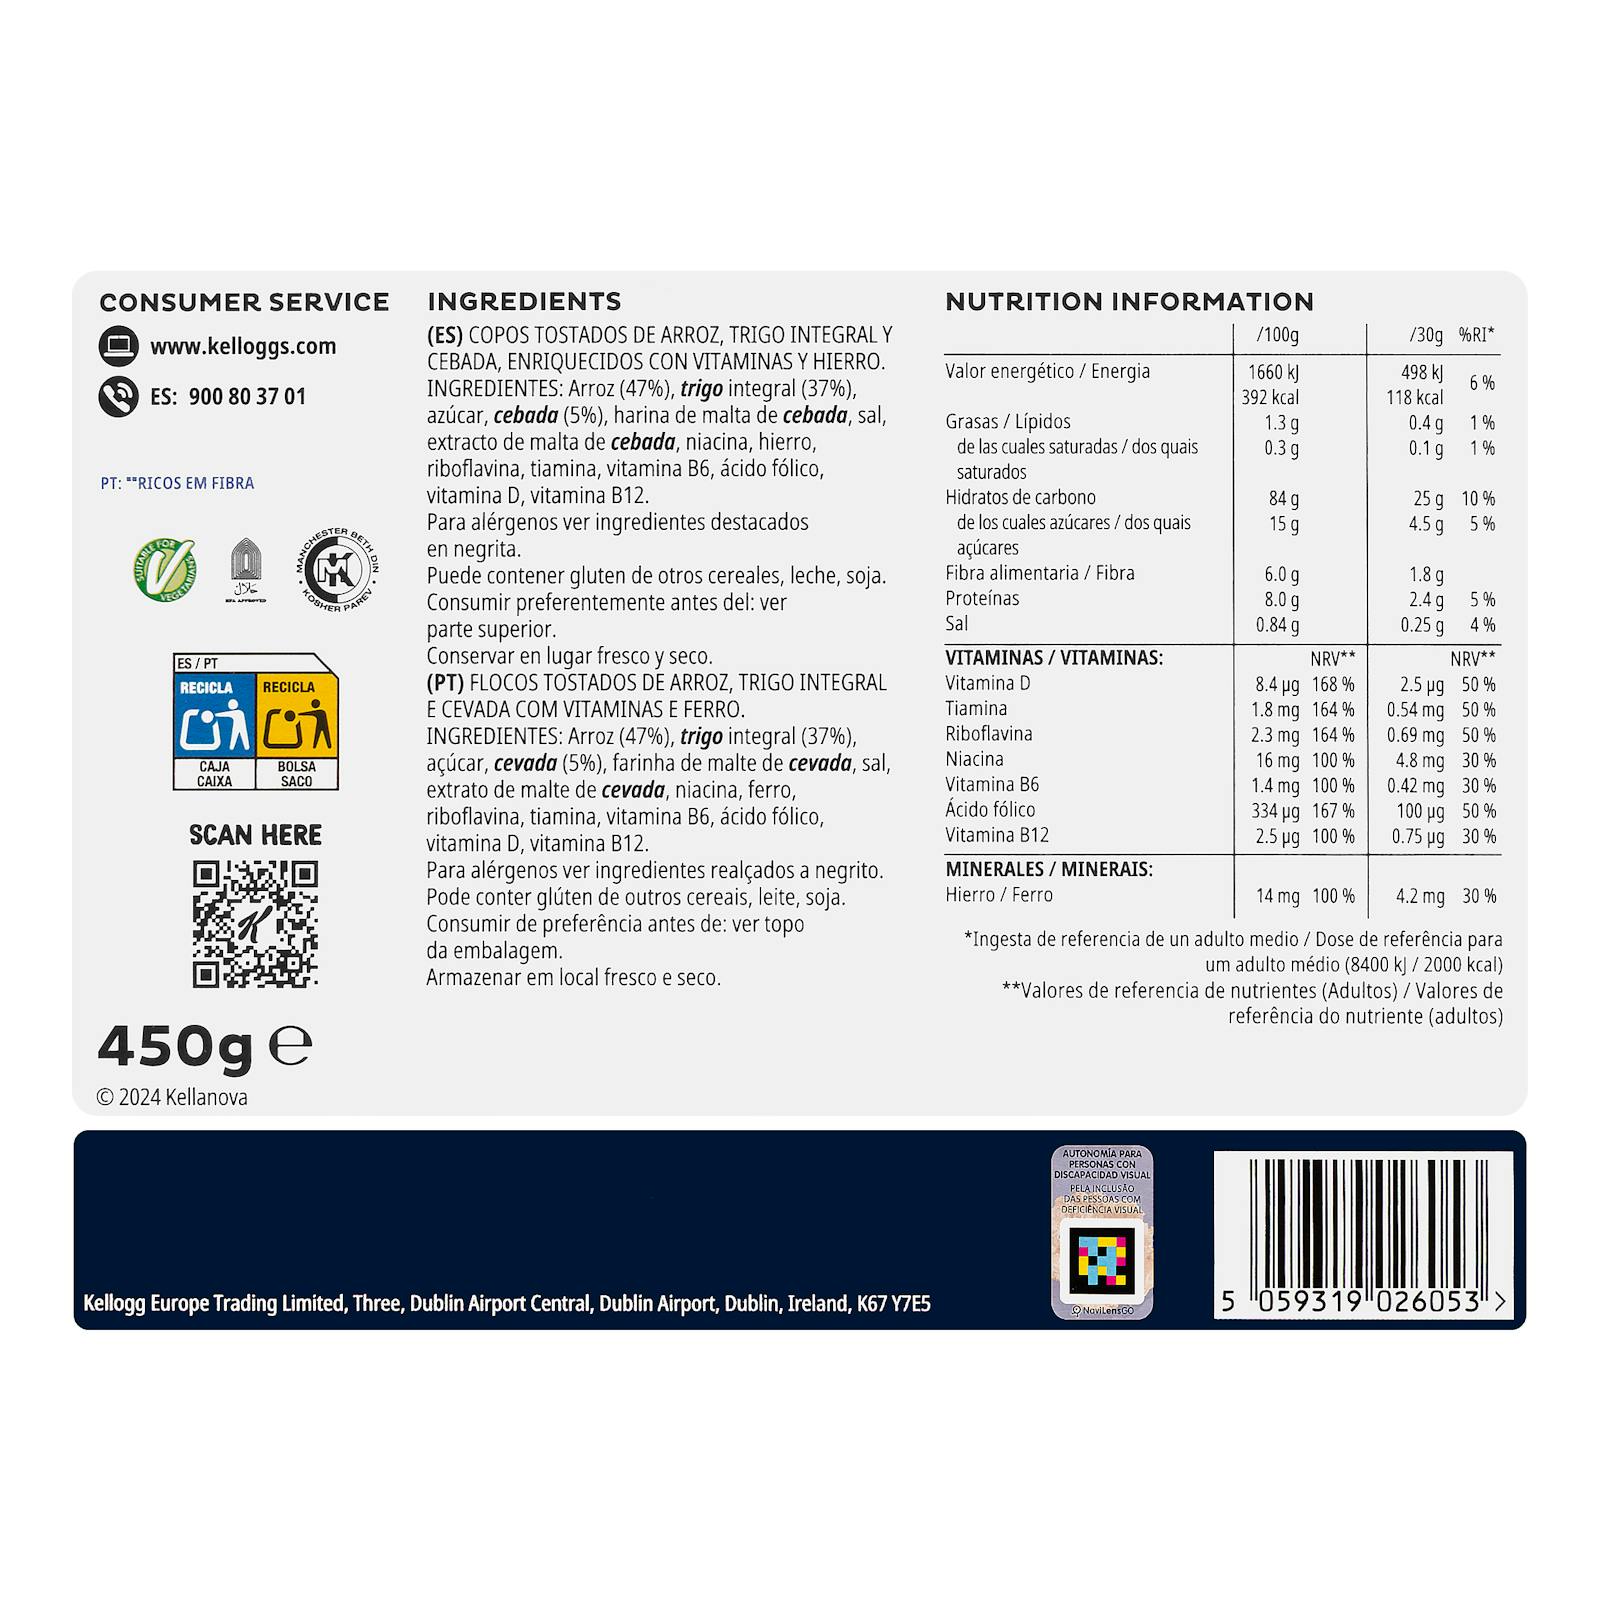 CONSUMER SERVICE
www.kelloggs.com
ES: 900 80 37 01
PT: **RICOS EM FIBRA
SUITABLE FOR VEGETARIANS
حلال
MANCHESTER BETH DIN
MK
KOSHER PAREV
ES / PT
RECICLA RECICLA
CAJA BOLSA
CAIXA SACO
SCAN HERE
K
450g ℮
© 2024 Kellanova
INGREDIENTS
(ES) COPOS TOSTADOS DE ARROZ, TRIGO INTEGRAL Y
CEBADA, ENRIQUECIDOS CON VITAMINAS Y HIERRO.
INGREDIENTES: Arroz (47%), trigo integral (37%),
azúcar, cebada (5%), harina de malta de cebada, sal,
extracto de malta de cebada, niacina, hierro,
riboflavina, tiamina, vitamina B6, ácido fólico,
vitamina D, vitamina B12.
Para alérgenos ver ingredientes destacados
en negrita.
Puede contener gluten de otros cereales, leche, soja.
Consumir preferentemente antes del: ver
parte superior.
Conservar en lugar fresco y seco.
(PT) FLOCOS TOSTADOS DE ARROZ, TRIGO INTEGRAL
E CEVADA COM VITAMINAS E FERRO.
INGREDIENTES: Arroz (47%), trigo integral (37%),
açúcar, cevada (5%), farinha de malte de cevada, sal,
extrato de malte de cevada, niacina, ferro,
riboflavina, tiamina, vitamina B6, ácido fólico,
vitamina D, vitamina B12.
Para alérgenos ver ingredientes realçados a negrito.
Pode conter glúten de outros cereais, leite, soja.
Consumir de preferência antes de: ver topo
da embalagem.
Armazenar em local fresco e seco.
NUTRITION INFORMATION
/100g /30g %RI*
Valor energético / Energia 1660 kJ 498 kJ 6 %
392 kcal 118 kcal
Grasas / Lípidos 1.3 g 0.4 g 1 %
de las cuales saturadas / dos quais 0.3 g 0.1 g 1 %
saturados
Hidratos de carbono 84 g 25 g 10 %
de los cuales azúcares / dos quais 15 g 4.5 g 5 %
açúcares
Fibra alimentaria / Fibra 6.0 g 1.8 g
Proteínas 8.0 g 2.4 g 5 %
Sal 0.84 g 0.25 g 4 %
VITAMINAS / VITAMINAS: NRV** NRV**
Vitamina D 8.4 µg 168 % 2.5 µg 50 %
Tiamina 1.8 mg 164 % 0.54 mg 50 %
Riboflavina 2.3 mg 164 % 0.69 mg 50 %
Niacina 16 mg 100 % 4.8 mg 30 %
Vitamina B6 1.4 mg 100 % 0.42 mg 30 %
Ácido fólico 334 µg 167 % 100 µg 50 %
Vitamina B12 2.5 µg 100 % 0.75 µg 30 %
MINERALES / MINERAIS:
Hierro / Ferro 14 mg 100 % 4.2 mg 30 %
*Ingesta de referencia de un adulto medio / Dose de referência para
um adulto médio (8400 kJ / 2000 kcal)
**Valores de referencia de nutrientes (Adultos) / Valores de
referência do nutriente (adultos)
Kellogg Europe Trading Limited, Three, Dublin Airport Central, Dublin Airport, Dublin, Ireland, K67 Y7E5
AUTONOMÍA PARA
PERSONAS CON
DISCAPACIDAD VISUAL
PELA INCLUSÃO
DAS PESSOAS COM
DEFICIÊNCIA VISUAL
NaviLensGO
5 059319 026053 >